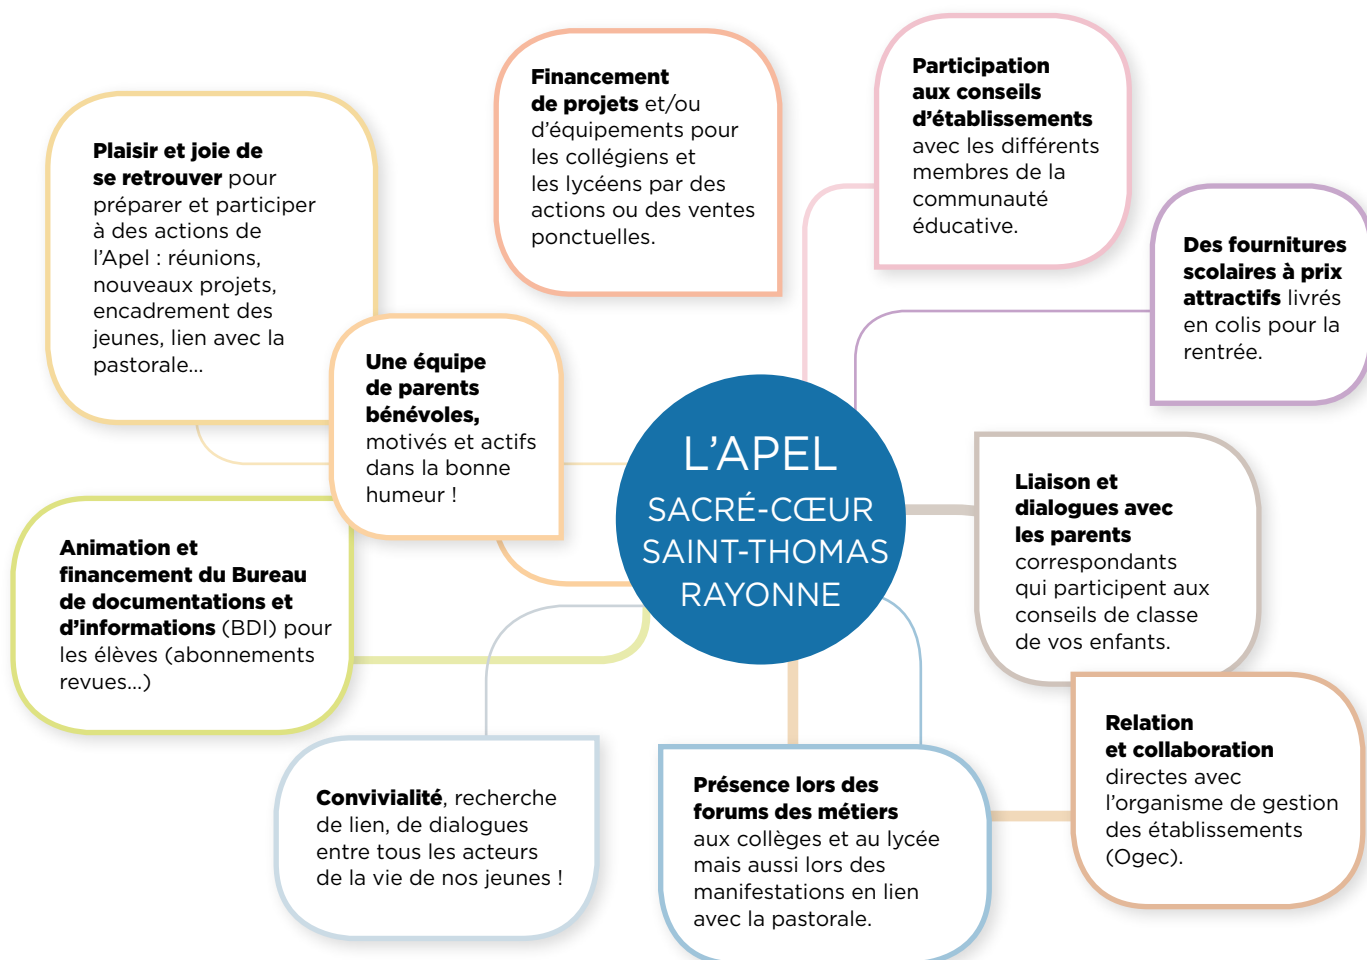 Financement
de projets et/ou
d'équipements pour
les collégiens et
les lycéens par des
actions ou des ventes
ponctuelles.
Participation
aux conseils
d'établissements
avec les différents
membres de la
communauté
éducative.
Plaisir et joie de
se retrouver pour
préparer et participer
à des actions de
l'Apel : réunions,
nouveaux projets,
encadrement des
jeunes, lien avec la
pastorale...
Des fournitures
scolaires à prix
attractifs livrés
en colis pour la
rentrée.
Une équipe
de parents
bénévoles,
motivés et actifs
dans la bonne
humeur !
L'APEL
SACRÉ-CŒUR
SAINT-THOMAS
RAYONNE
Liaison et
dialogues avec
les parents
correspondants
qui participent aux
conseils de classe
de vos enfants.
Animation et
financement du Bureau
de documentations et
d'informations (BDI) pour
les élèves (abonnements
revues...)
Relation
et collaboration
directes avec
l'organisme de gestion
des établissements
(Ogec).
Convivialité, recherche
de lien, de dialogues
entre tous les acteurs
de la vie de nos jeunes !
Présence lors des
forums des métiers
aux collèges et au lycée
mais aussi lors des
manifestations en lien
avec la pastorale.